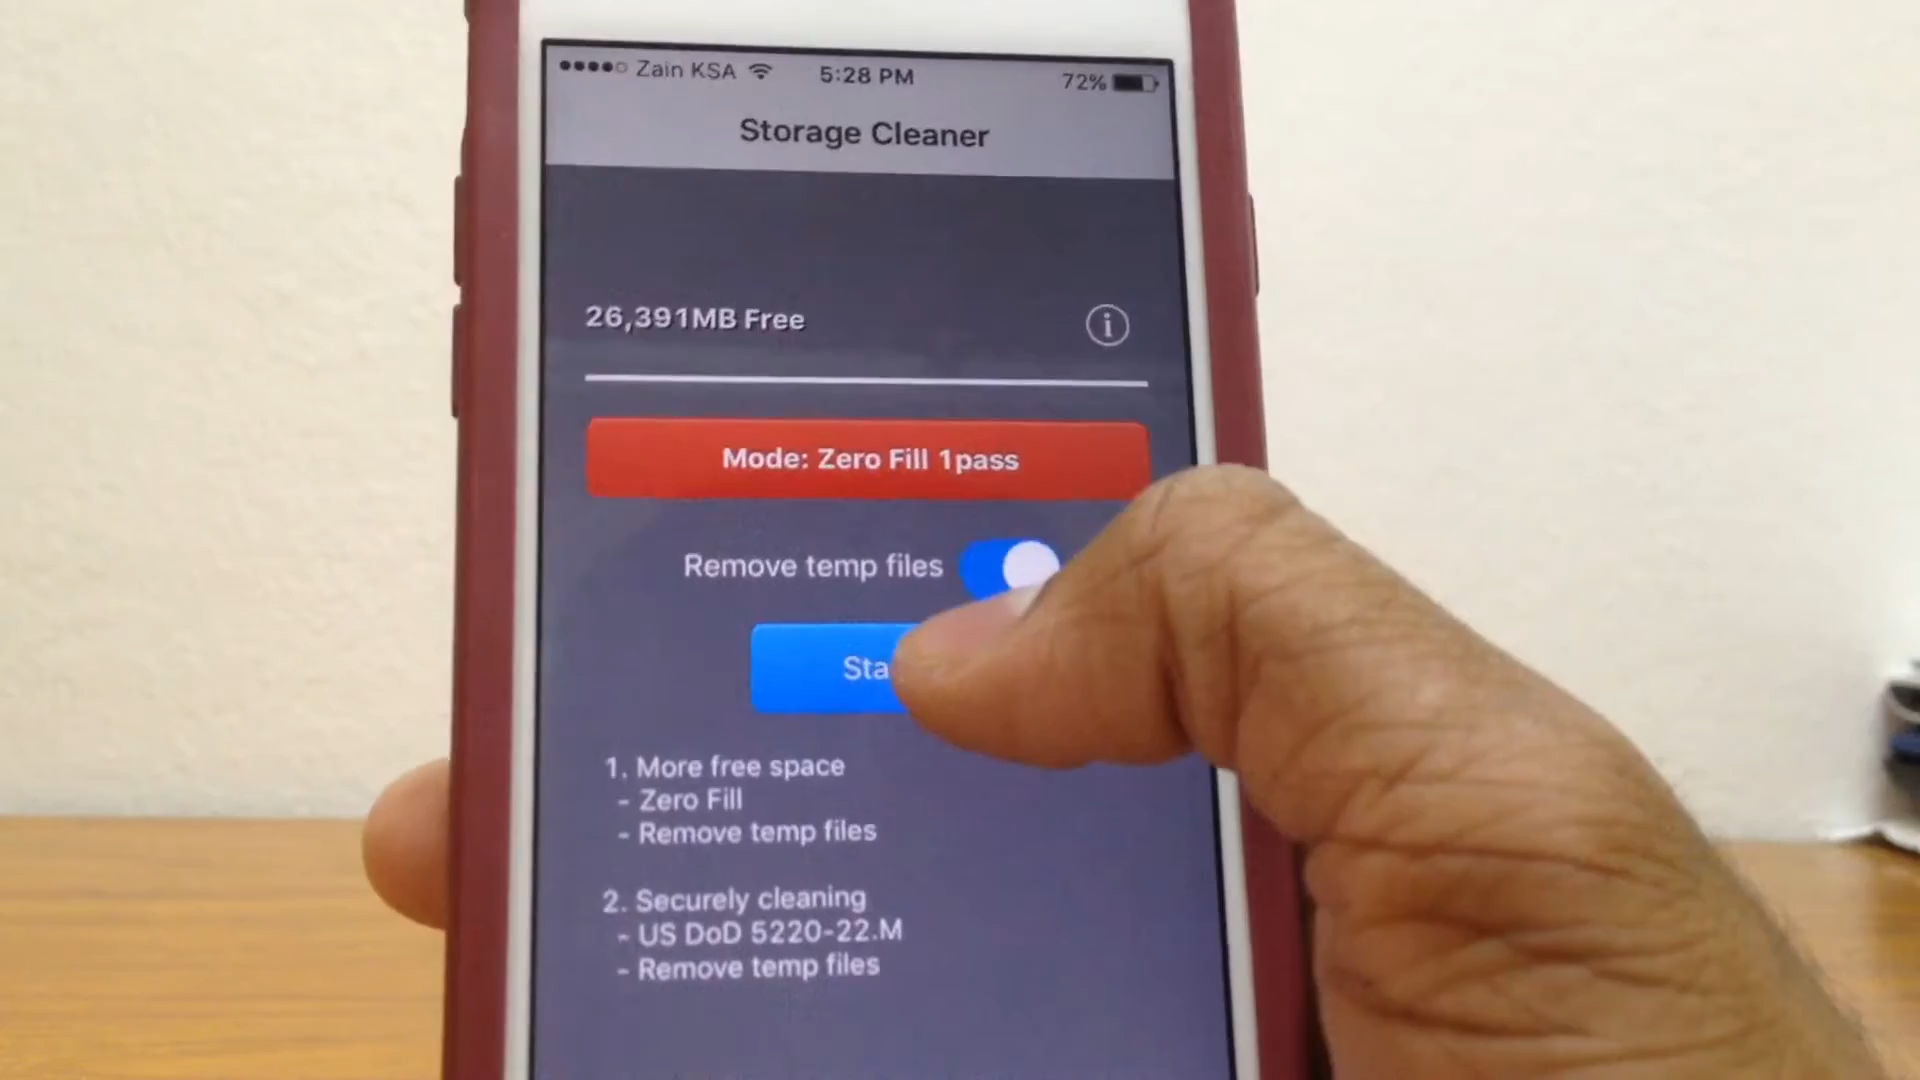 Zain KSA 5:28 PM 72%
Storage Cleaner
26,391MB Free
Mode: Zero Fill 1pass
Remove temp files
Sta
1. More free space
- Zero Fill
- Remove temp files
2. Securely cleaning
- US DoD 5220-22.M
- Remove temp files